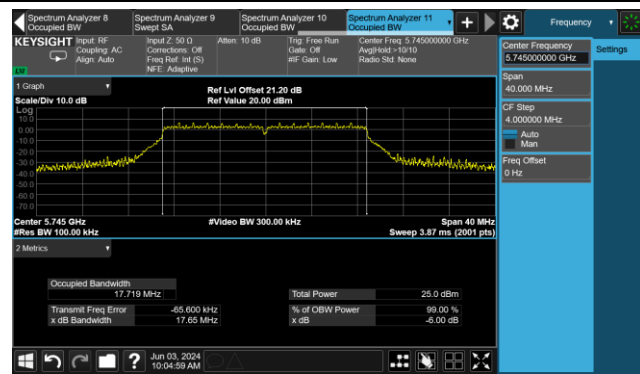 Spectrum Analyzer 8
Occupied BW
Spectrum Analyzer 9
Swept SA
Spectrum Analyzer 10
Occupied BW
Spectrum Analyzer 11
Occupied BW
Frequency
KEYSIGHT
Input: RF
Coupling: AC
Align: Auto
Input Z: 50 Ω
Corrections: Off
Freq Ref: Int (S)
NFE: Adaptive
Atten: 10 dB
Trig: Free Run
Gate: Off
#IF Gain: Low
Center Freq: 5.745000000 GHz
Avg|Hold:>10/10
Radio Std: None
Center Frequency
5.745000000 GHz
Settings
Span
40.000 MHz
CF Step
4.000000 MHz
Auto
Man
Freq Offset
0 Hz
1 Graph
Scale/Div 10.0 dB
Ref Lvl Offset 21.20 dB
Ref Value 20.00 dBm
Log
10.0
0.00
-10.0
-20.0
-30.0
-40.0
-50.0
-60.0
-70.0
Center 5.745 GHz
#Res BW 100.00 kHz
#Video BW 300.00 kHz
Span 40 MHz
Sweep 3.87 ms (2001 pts)
2 Metrics
Occupied Bandwidth
17.719 MHz
Total Power 25.0 dBm
Transmit Freq Error -65.600 kHz
% of OBW Power 99.00 %
x dB Bandwidth 17.65 MHz
x dB -6.00 dB
Jun 03, 2024
10:04:59 AM